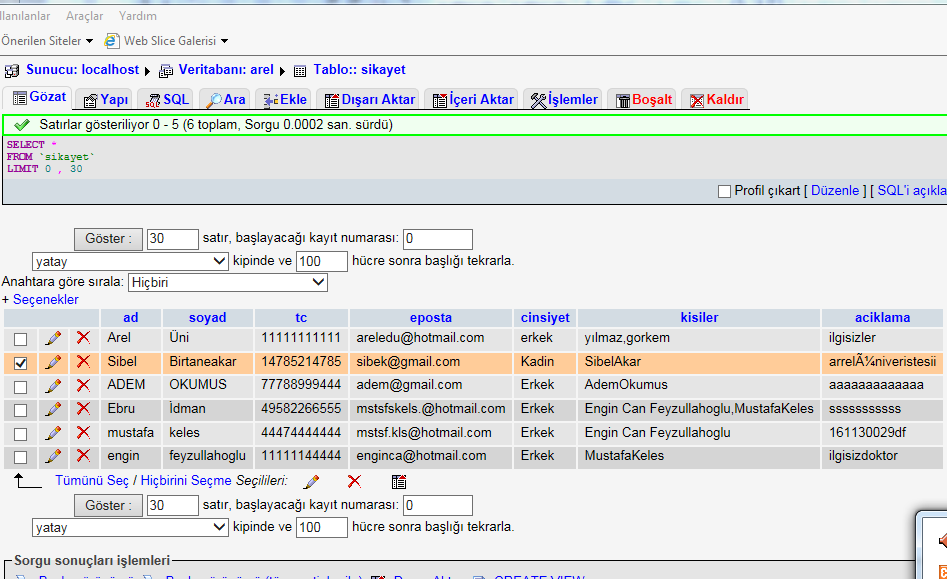 Araçlar Yardım
Önerilen Siteler Web Slice Galerisi
Sunucu: localhost Veritabanı: arel Tablo:: sikayet
Gözat Yapı SQL Ara Ekle Dışarı Aktar İçeri Aktar İşlemler Boşalt Kaldır
Satırlar gösteriliyor 0 - 5 (6 toplam, Sorgu 0.0002 san. sürdü)
SELECT *
FROM `sikayet`
LIMIT 0 , 30
Profil çıkart [ Düzenle ] [ SQL'i açıkla
Göster : 30 satır, başlayacağı kayıt numarası: 0
yatay kipinde ve 100 hücre sonra başlığı tekrarla.
Anahtara göre sırala: Hiçbiri
+ Seçenekler
ad soyad tc eposta cinsiyet kisiler aciklama
Arel Üni 11111111111 areledu@hotmail.com erkek yılmaz,gorkem ilgisizler
Sibel Birtaneakar 14785214785 sibek@gmail.com Kadin SibelAkar arrelÃ¼niveristesii
ADEM OKUMUS 77788999444 adem@gmail.com Erkek AdemOkumus aaaaaaaaaaaaa
Ebru İdman 49582266555 mstsfskels.@hotmail.com Erkek Engin Can Feyzullahoglu,MustafaKeles sssssssssss
mustafa keles 44474444444 mstsf.kls@hotmail.com Erkek Engin Can Feyzullahoglu 161130029df
engin feyzullahoglu 11111144444 enginca@hotmail.com Erkek MustafaKeles ilgisizdoktor
Tümünü Seç / Hiçbirini Seçme Seçilileri:
Göster : 30 satır, başlayacağı kayıt numarası: 0
yatay kipinde ve 100 hücre sonra başlığı tekrarla.
Sorgu sonuçları işlemleri
CREATE VIEW